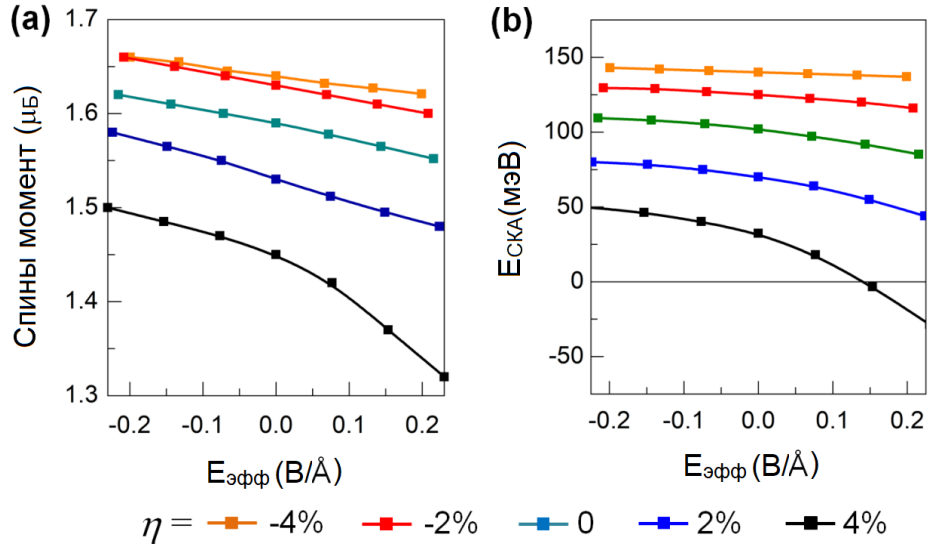 (a)
1.7
1.6
1.5
1.4
1.3
Спины момент (μБ)
-0.2 -0.1 0.0 0.1 0.2
Eэфф (В/Å)
(b)
150
100
50
0
-50
EСКА(мэВ)
-0.2 -0.1 0.0 0.1 0.2
Eэфф (В/Å)
η = -4% -2% 0 2% 4%